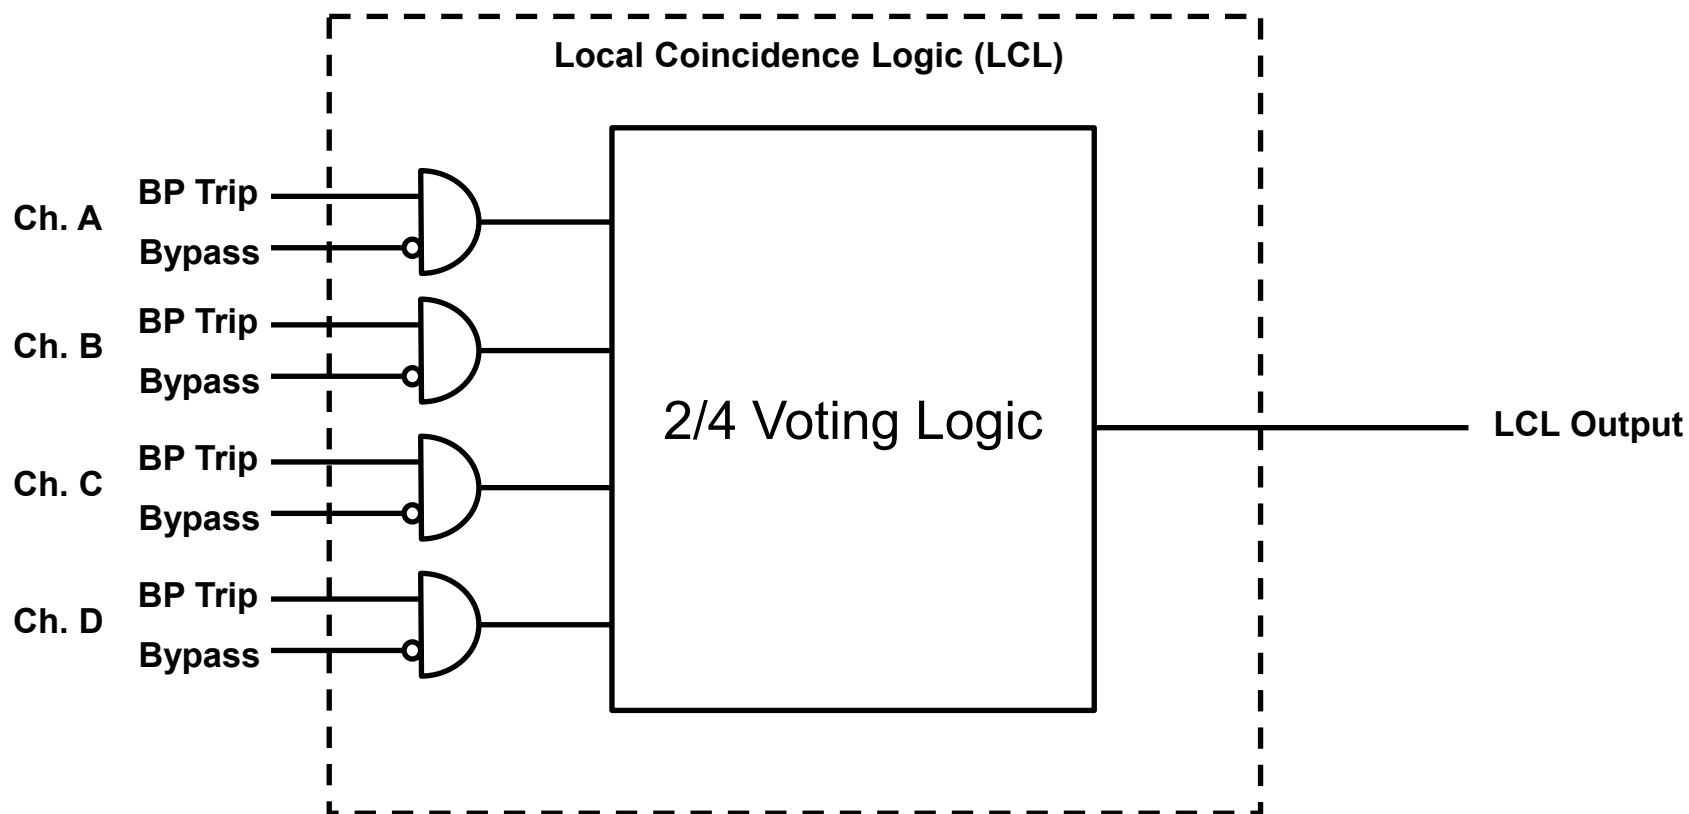 Local Coincidence Logic (LCL)
Ch. A
BP Trip
Bypass
Ch. B
BP Trip
Bypass
Ch. C
BP Trip
Bypass
Ch. D
BP Trip
Bypass
2/4 Voting Logic
LCL Output